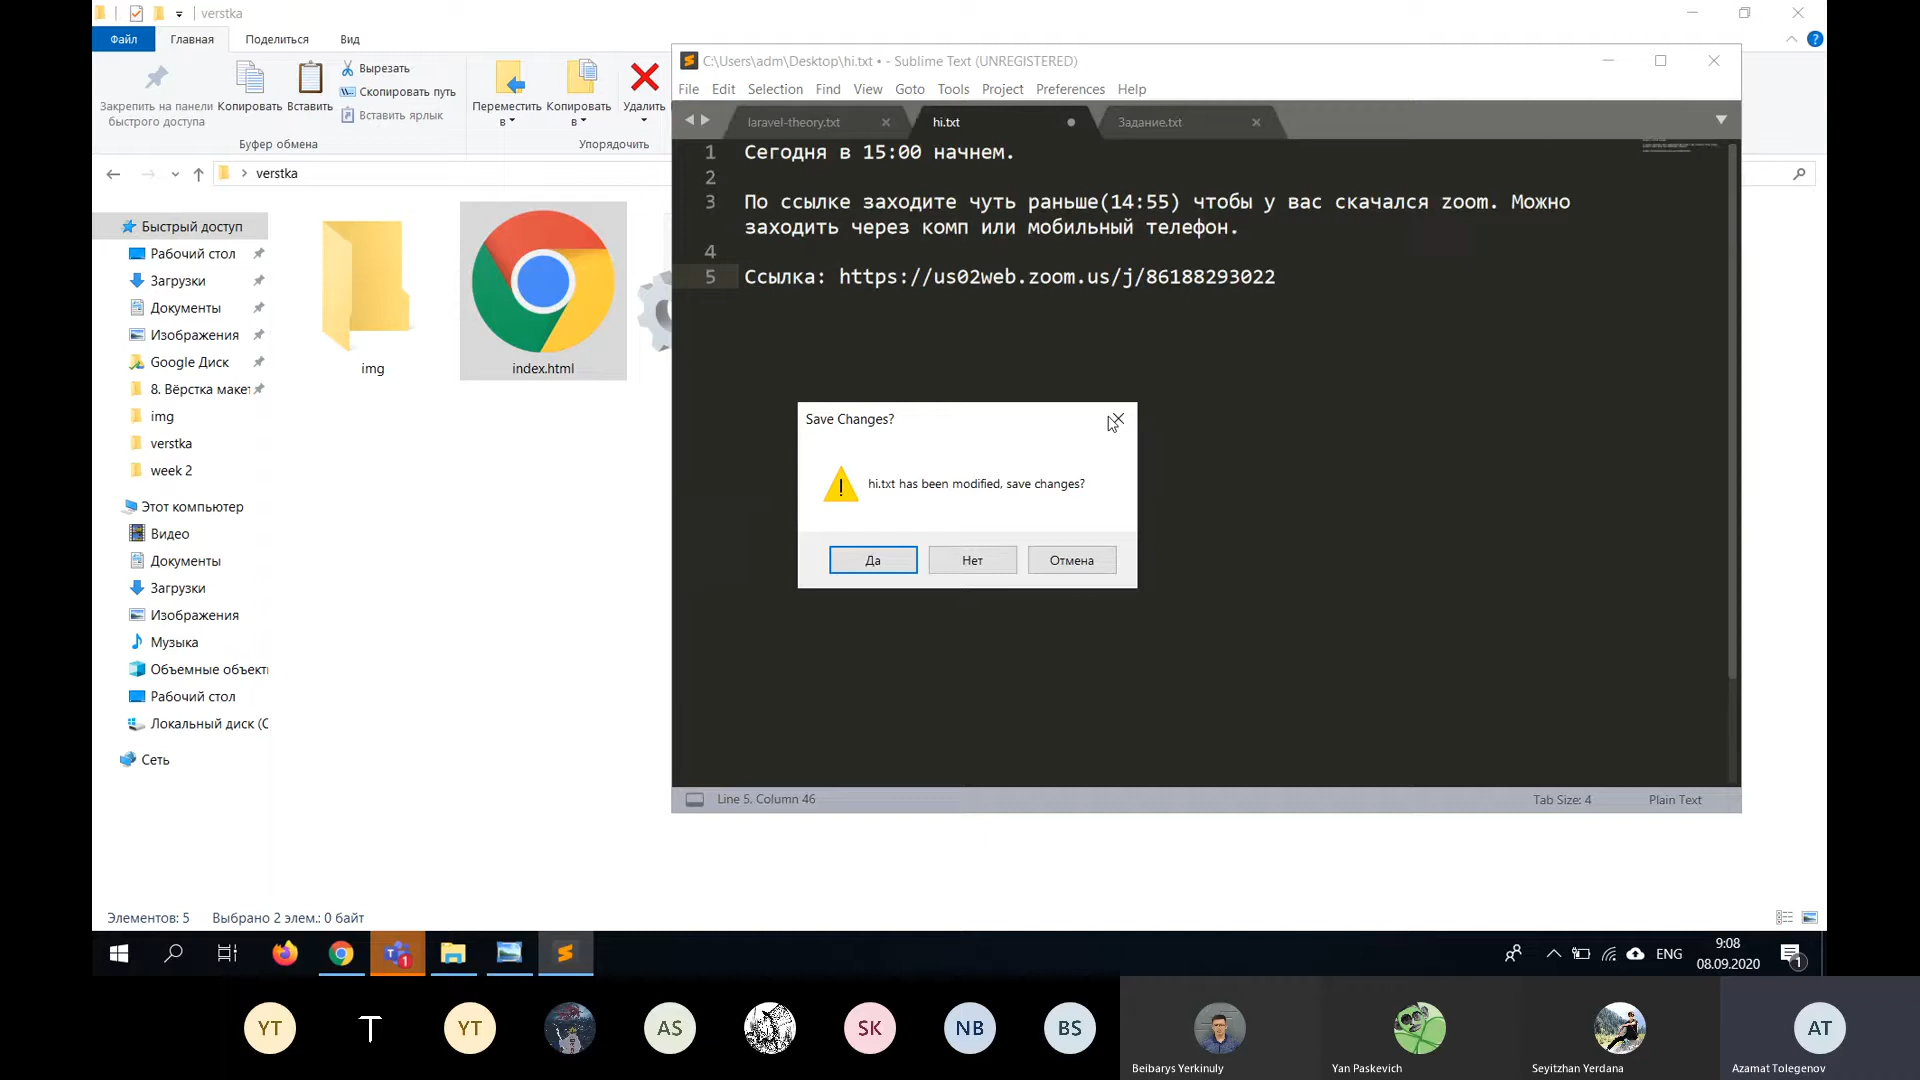 verstka
Файл
Главная
Поделиться
Вид
Закрепить на панели
быстрого доступа
Копировать
Вставить
Вырезать
Скопировать путь
Вставить ярлык
Буфер обмена
Переместить
в
Копировать
в
Удалить
Упорядочить
verstka
Быстрый доступ
Рабочий стол
Загрузки
Документы
Изображения
Google Диск
8. Вёрстка макет
img
verstka
week 2
Этот компьютер
Видео
Документы
Загрузки
Изображения
Музыка
Объемные объекты
Рабочий стол
Локальный диск (C
Сеть
img
index.html
Элементов: 5
Выбрано 2 элем.: 0 байт
C:\Users\adm\Desktop\hi.txt • - Sublime Text (UNREGISTERED)
File Edit Selection Find View Goto Tools Project Preferences Help
laravel-theory.txt
hi.txt
Задание.txt
1 Сегодня в 15:00 начнем.
2
3 По ссылке заходите чуть раньше(14:55) чтобы у вас скачался zoom. Можно
заходить через комп или мобильный телефон.
4
5 Ссылка: https://us02web.zoom.us/j/86188293022
Save Changes?
hi.txt has been modified, save changes?
Да
Нет
Отмена
Line 5, Column 46
Tab Size: 4
Plain Text
1
ENG
9:08
08.09.2020
1
YT
T
YT
AS
SK
NB
BS
AT
Beibarys Yerkinuly
Yan Paskevich
Seyitzhan Yerdana
Azamat Tolegenov